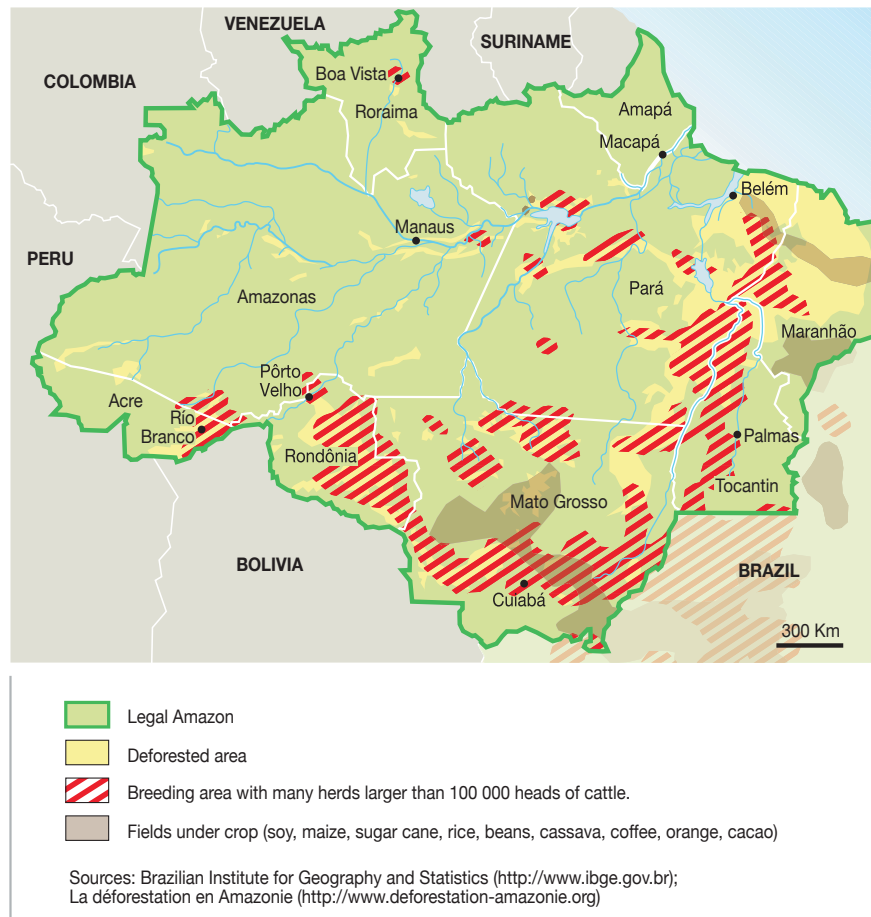 VENEZUELA
SURINAME
COLOMBIA
Boa Vista
Roraima
Amapá
Macapá
Belém
Manaus
PERU
Amazonas
Pará
Maranhão
Pôrto
Velho
Acre
Río
Branco
Rondônia
Palmas
Mato Grosso
Tocantin
BOLIVIA
BRAZIL
Cuiabá
300 Km
Legal Amazon
Deforested area
Breeding area with many herds larger than 100 000 heads of cattle.
Fields under crop (soy, maize, sugar cane, rice, beans, cassava, coffee, orange, cacao)
Sources: Brazilian Institute for Geography and Statistics (http://www.ibge.gov.br);
La déforestation en Amazonie (http://www.deforestation-amazonie.org)